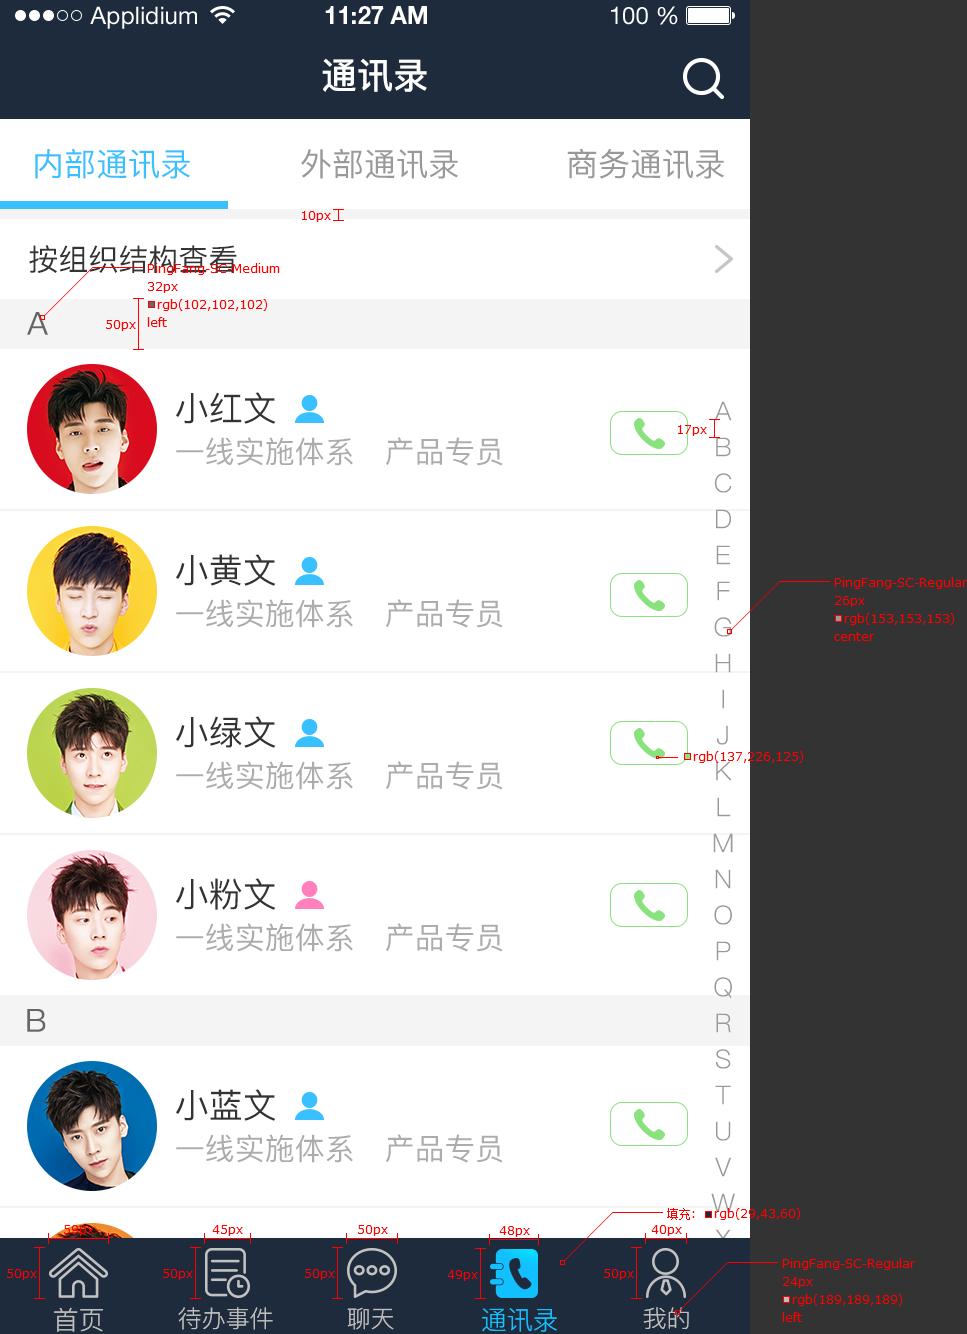 Applidium 11:27 AM 100 %
通讯录
内部通讯录 外部通讯录 商务通讯录
10px
按组织结构查看
PingFang-SC-Medium
32px
rgb(102,102,102)
left
50px
A
小红文
一线实施体系 产品专员
17px
小黄文
一线实施体系 产品专员
小绿文
一线实施体系 产品专员
rgb(137,226,125)
小粉文
一线实施体系 产品专员
B
小蓝文
一线实施体系 产品专员
A
B
C
D
E
F
G
H
I
J
K
L
M
N
O
P
Q
R
S
T
U
V
W
X
PingFang-SC-Regular
26px
rgb(153,153,153)
center
填充: rgb(29,43,60)
59px 45px 50px 48px 40px
50px 50px 50px 49px 50px
首页 待办事件 聊天 通讯录 我的
PingFang-SC-Regular
24px
rgb(189,189,189)
left